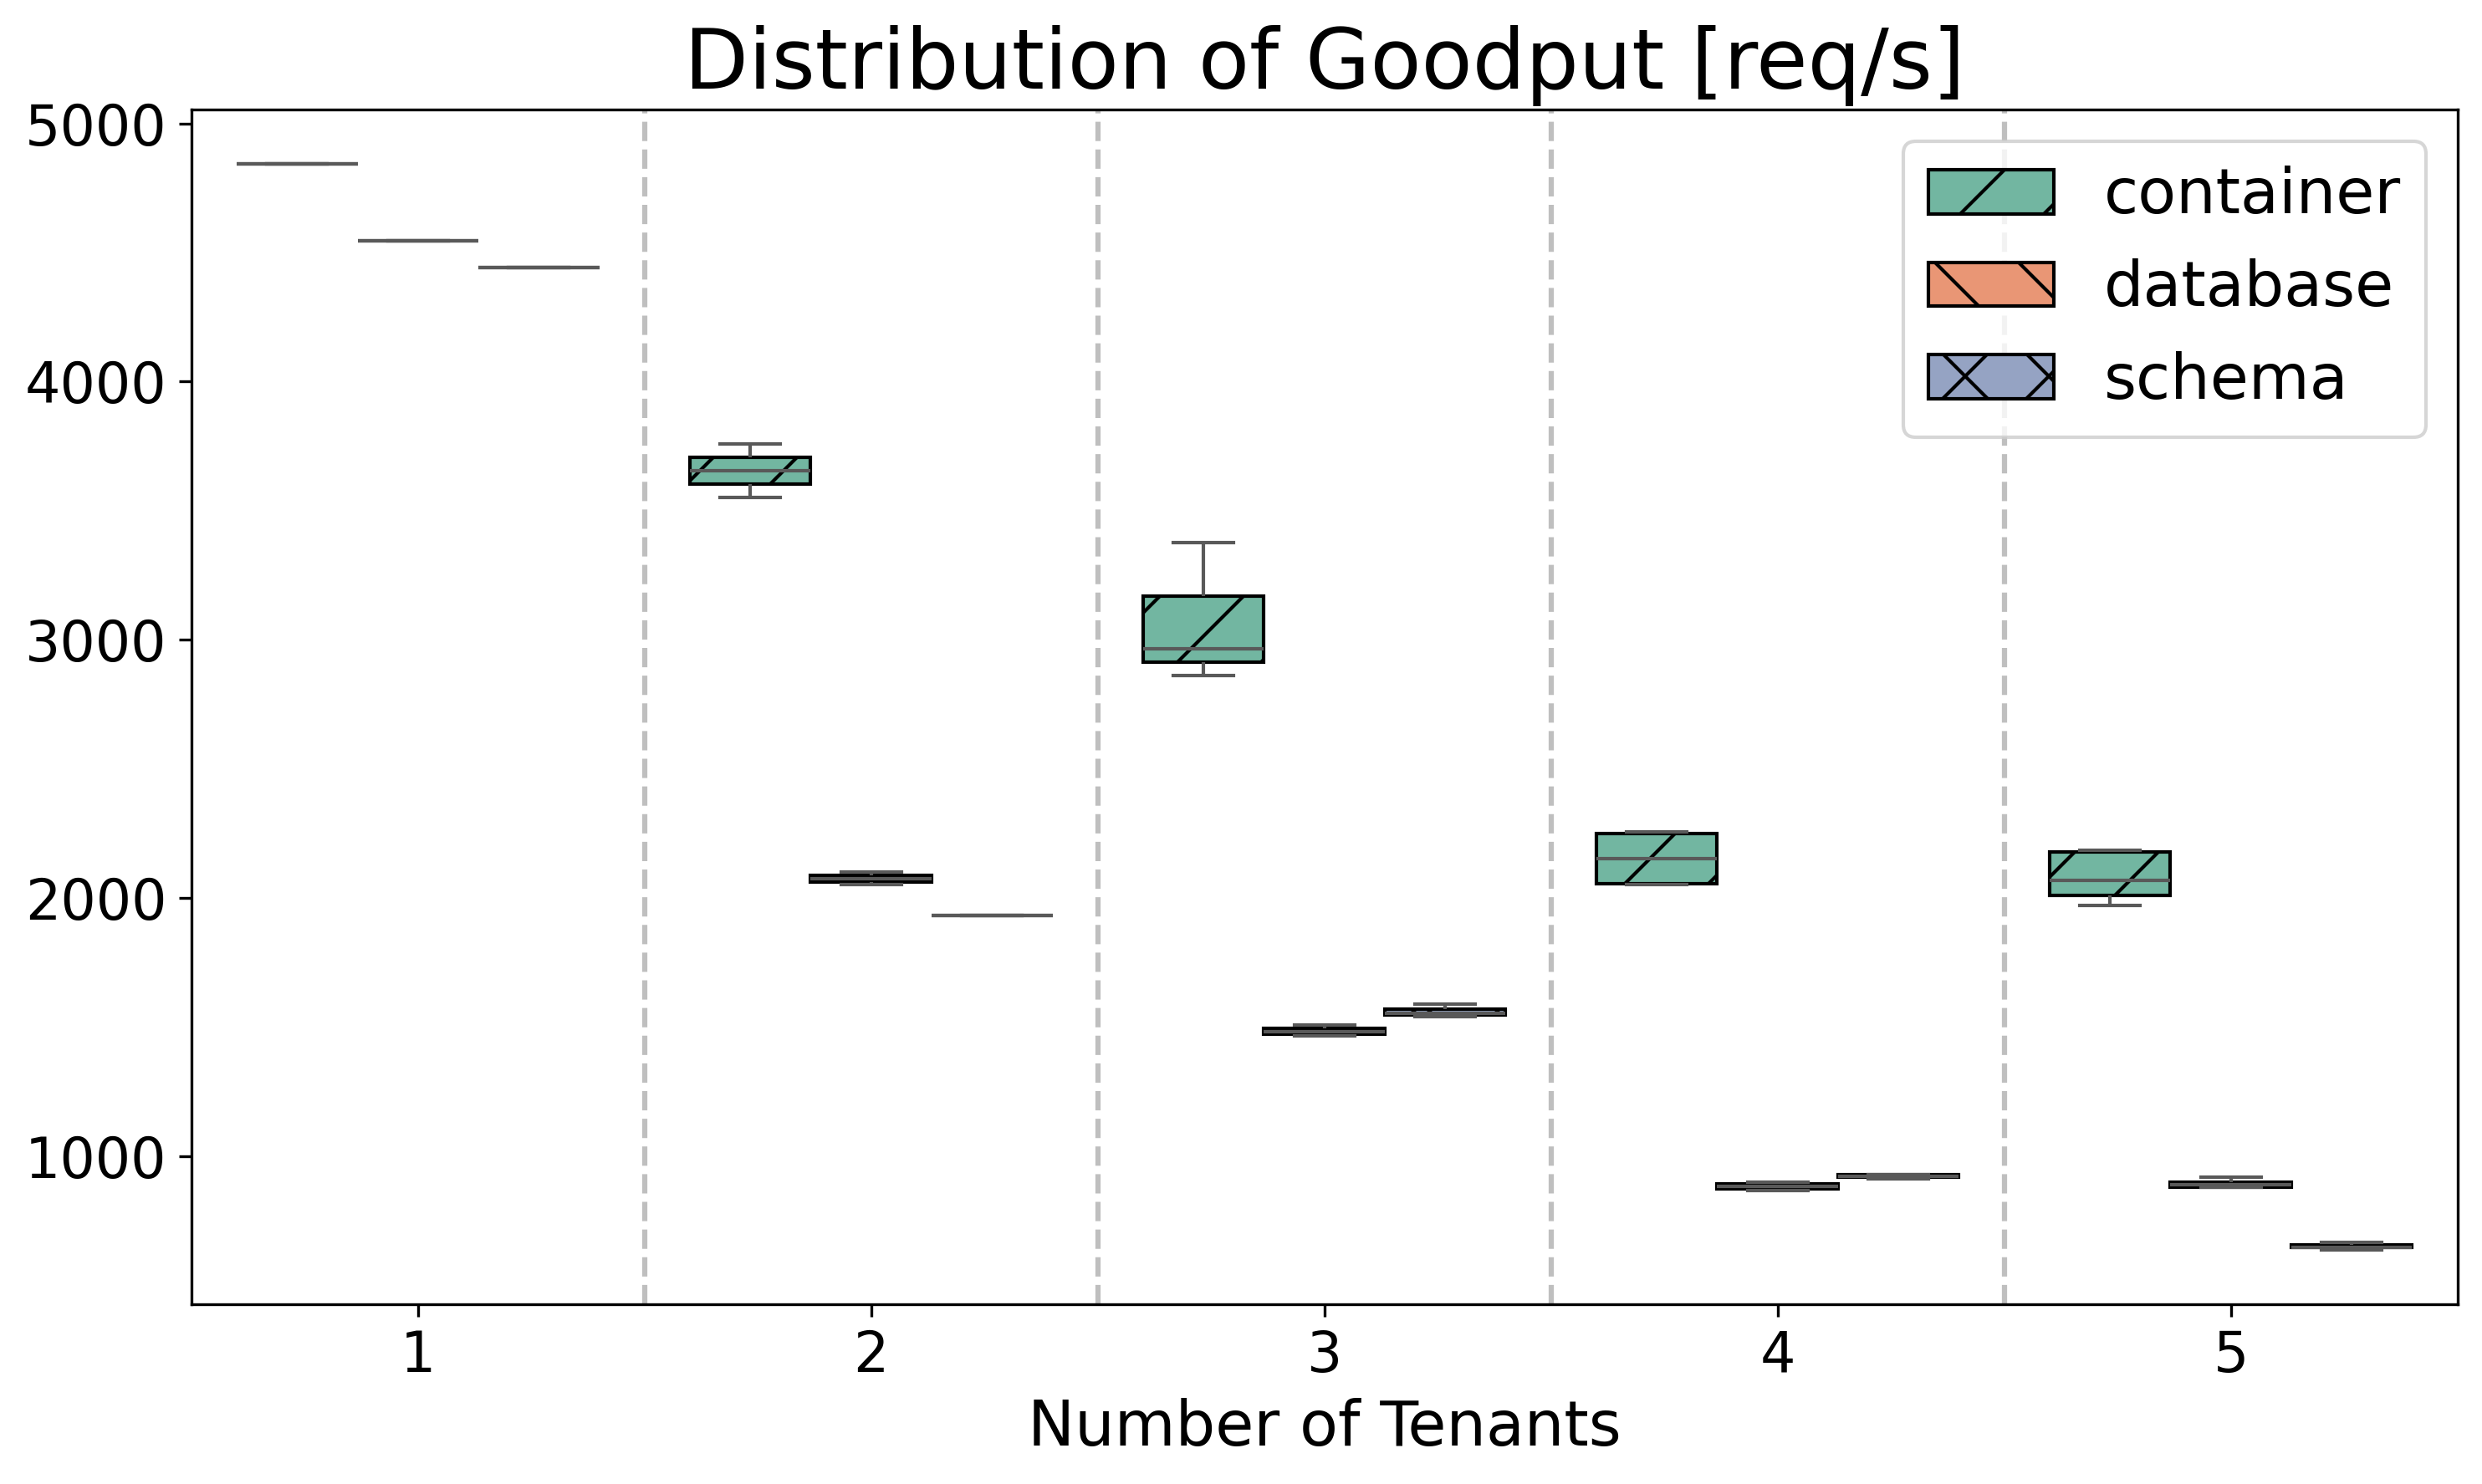 Distribution of Goodput [req/s]
5000
4000
3000
2000
1000
container
database
schema
1 2 3 4 5
Number of Tenants